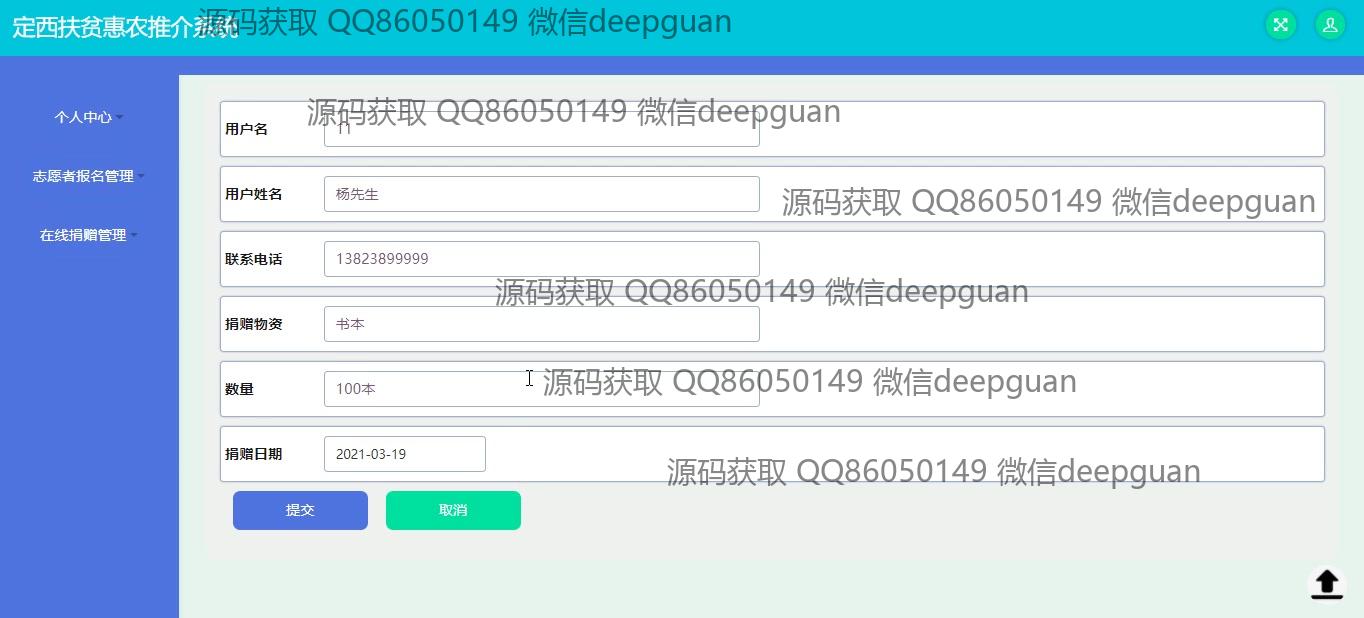 定西扶贫惠农推介系统
源码获取 QQ86050149 微信deepguan
个人中心
志愿者报名管理
在线捐赠管理
源码获取 QQ86050149 微信deepguan
用户名 11
用户姓名 杨先生
源码获取 QQ86050149 微信deepguan
联系电话 13823899999
源码获取 QQ86050149 微信deepguan
捐赠物资 书本
数量 100本
源码获取 QQ86050149 微信deepguan
捐赠日期 2021-03-19
源码获取 QQ86050149 微信deepguan
提交 取消